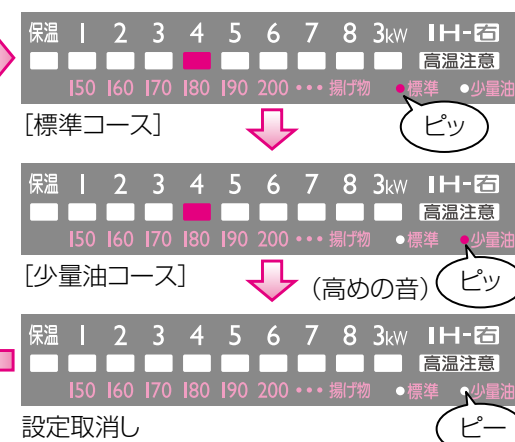 保温 1 2 3 4 5 6 7 8 3kW IH-右
高温注意
150 160 170 180 190 200 ••• 揚げ物 ●標準 ●少量油
[標準コース] ピッ
保温 1 2 3 4 5 6 7 8 3kW IH-右
高温注意
150 160 170 180 190 200 ••• 揚げ物 ●標準 ●少量油
[少量油コース] (高めの音) ピッ
保温 1 2 3 4 5 6 7 8 3kW IH-右
高温注意
150 160 170 180 190 200 ••• 揚げ物 ●標準 ●少量油
設定取消し ピー